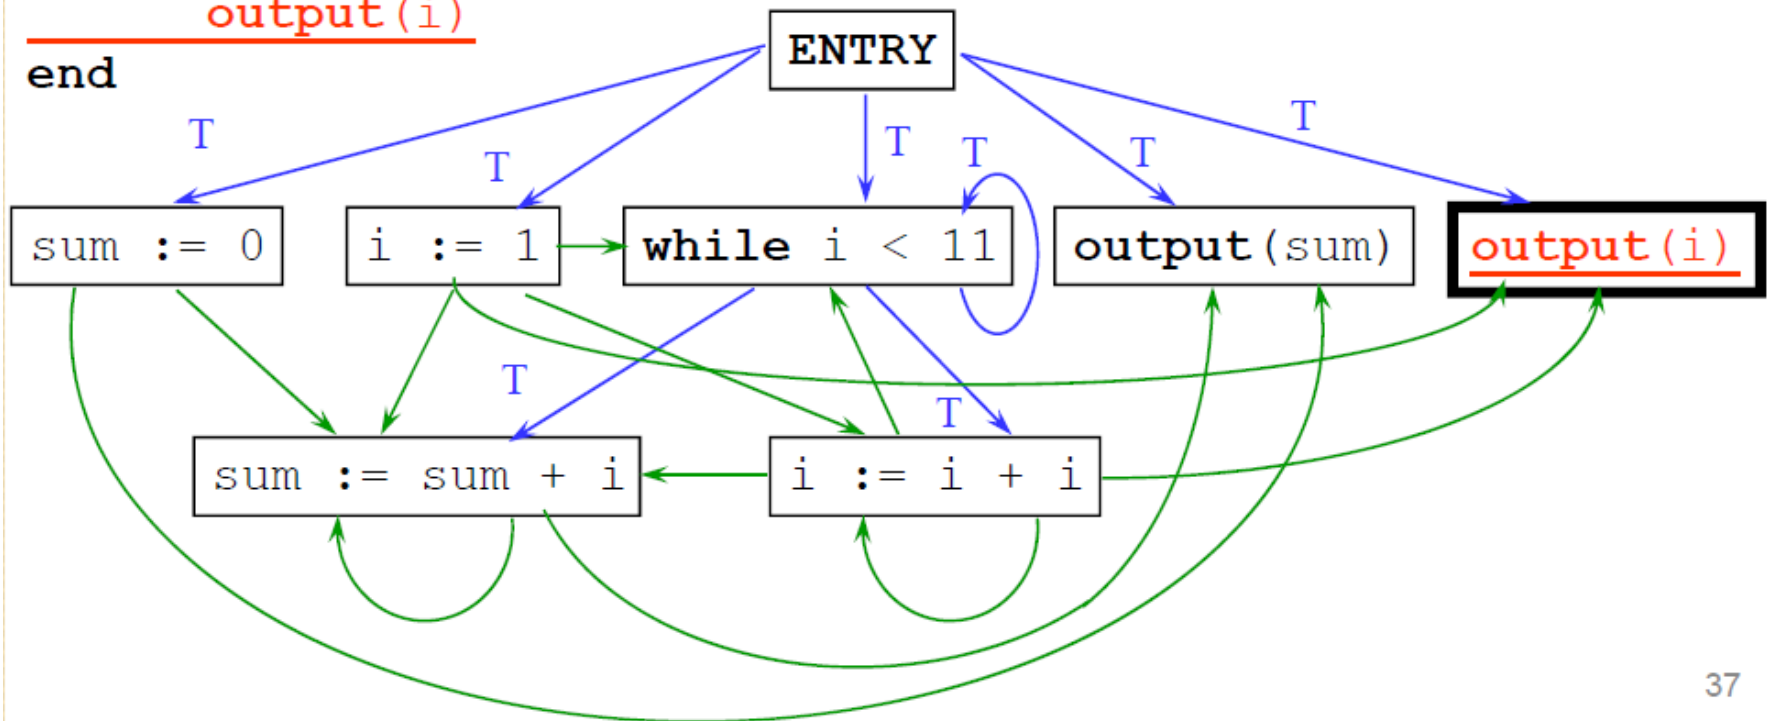 output(i)
end
ENTRY
T
T
T
T
T
T
sum := 0
i := 1
while i < 11
output(sum)
output(i)
T
T
sum := sum + i
i := i + i
37